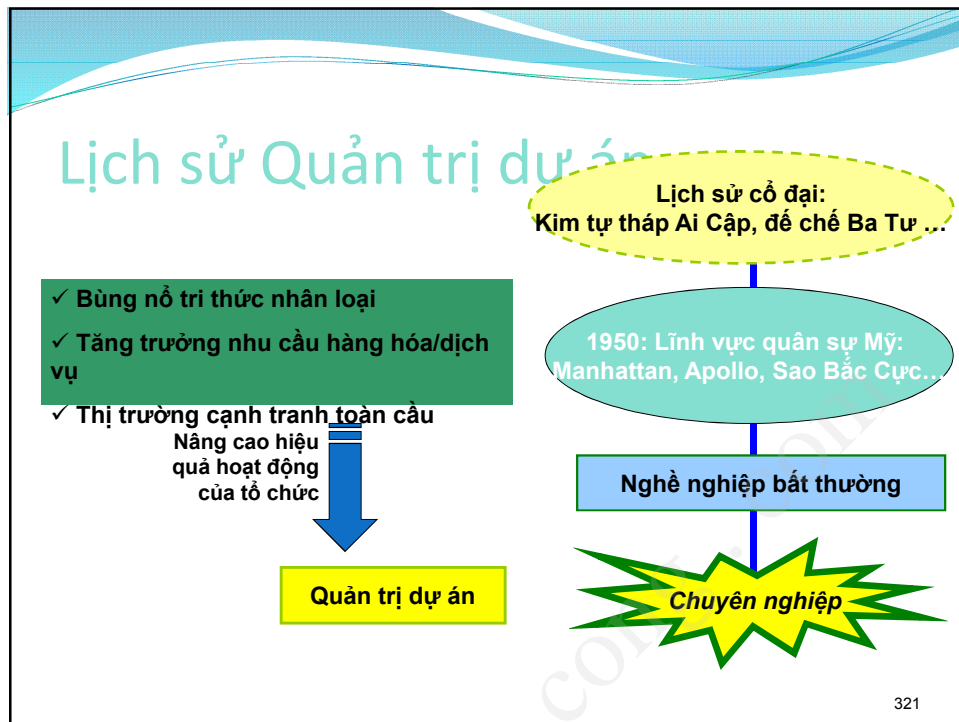 Lịch sử Quản trị dự án
Lịch sử cổ đại:
Kim tự tháp Ai Cập, đế chế Ba Tư ...
✓ Bùng nổ tri thức nhân loại
✓ Tăng trưởng nhu cầu hàng hóa/dịch
vụ
✓ Thị trường cạnh tranh toàn cầu
1950: Lĩnh vực quân sự Mỹ:
Manhattan, Apollo, Sao Bắc Cực...
Nâng cao hiệu
quả hoạt động
của tổ chức
Nghề nghiệp bất thường
Quản trị dự án
Chuyên nghiệp
cong.com
321